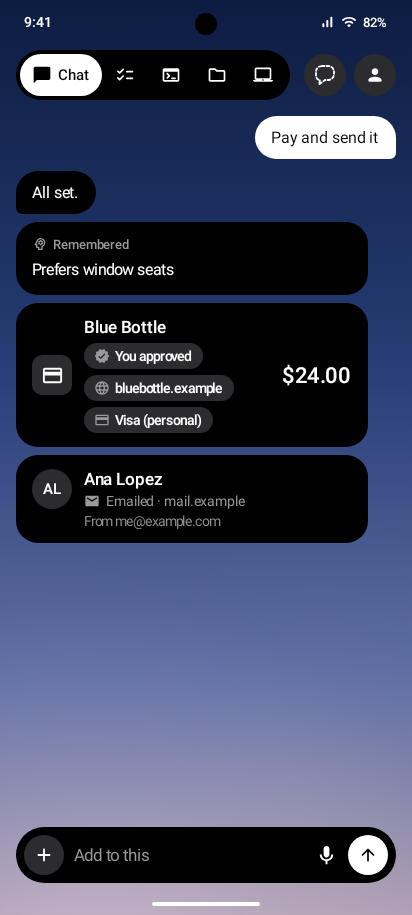 9:41
82%
Chat
Pay and send it
All set.
Remembered
Prefers window seats
Blue Bottle
You approved
bluebottle.example
Visa (personal)
$24.00
AL
Ana Lopez
Emailed · mail.example
From me@example.com
Add to this